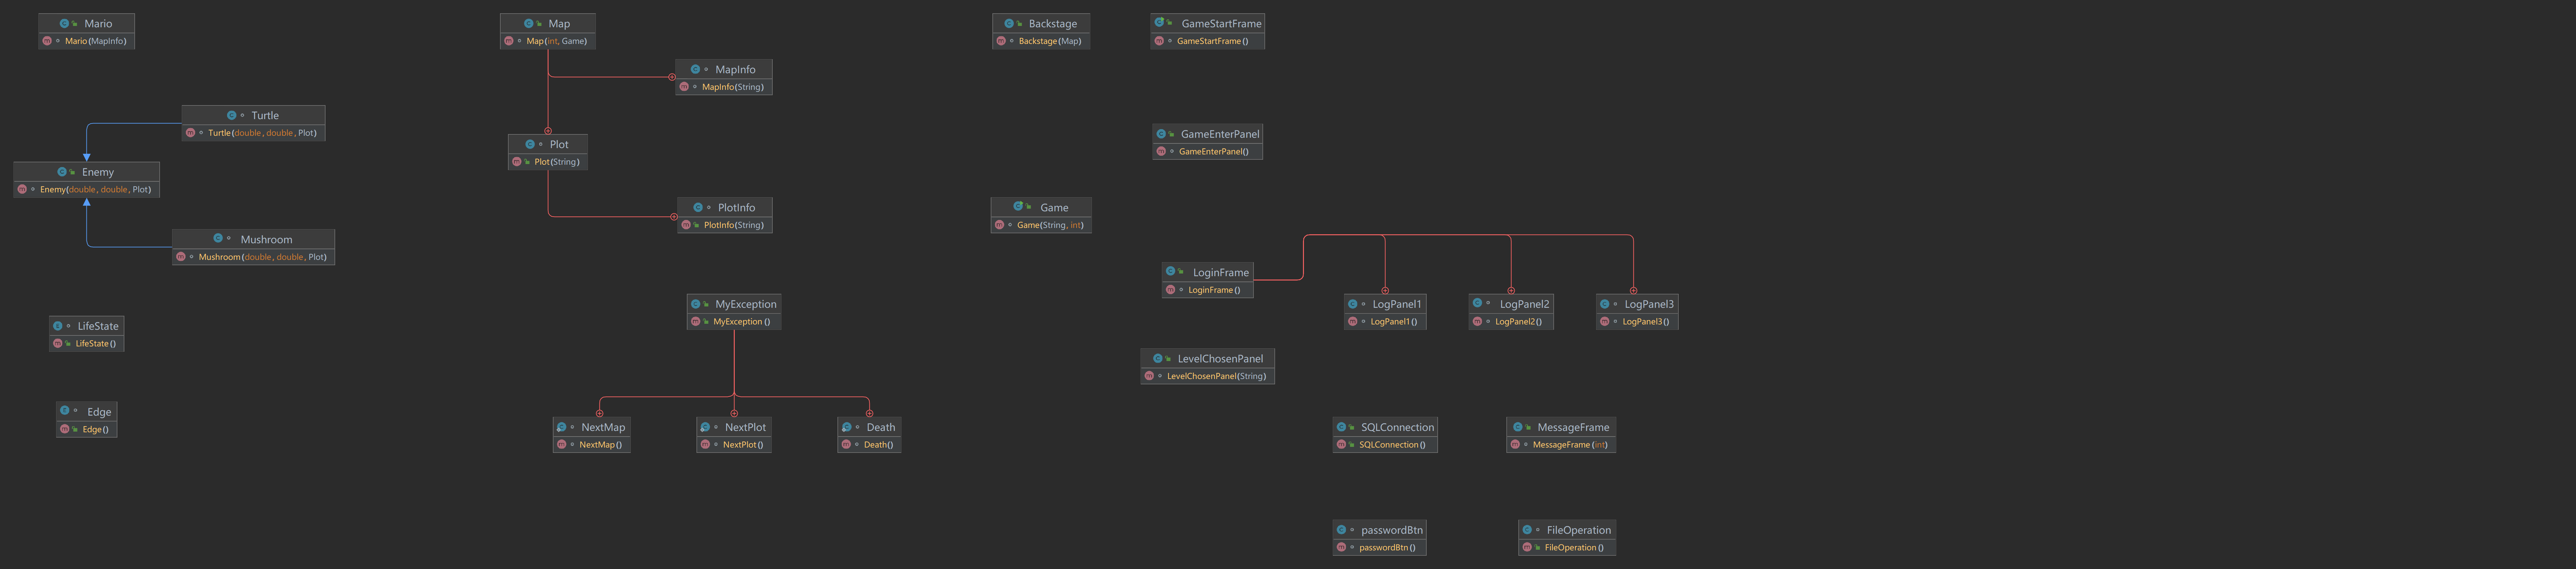 Mario
Mario(MapInfo)
Map
Map(int, Game)
Backstage
Backstage(Map)
GameStartFrame
GameStartFrame()
MapInfo
MapInfo(String)
Turtle
Turtle(double, double, Plot)
GameEnterPanel
GameEnterPanel()
Plot
Plot(String)
Enemy
Enemy(double, double, Plot)
PlotInfo
PlotInfo(String)
Game
Game(String, int)
Mushroom
Mushroom(double, double, Plot)
LoginFrame
LoginFrame()
MyException
MyException()
LogPanel1
LogPanel1()
LogPanel2
LogPanel2()
LogPanel3
LogPanel3()
LifeState
LifeState()
LevelChosenPanel
LevelChosenPanel(String)
Edge
Edge()
NextMap
NextMap()
NextPlot
NextPlot()
Death
Death()
SQLConnection
SQLConnection()
MessageFrame
MessageFrame(int)
passwordBtn
passwordBtn()
FileOperation
FileOperation()